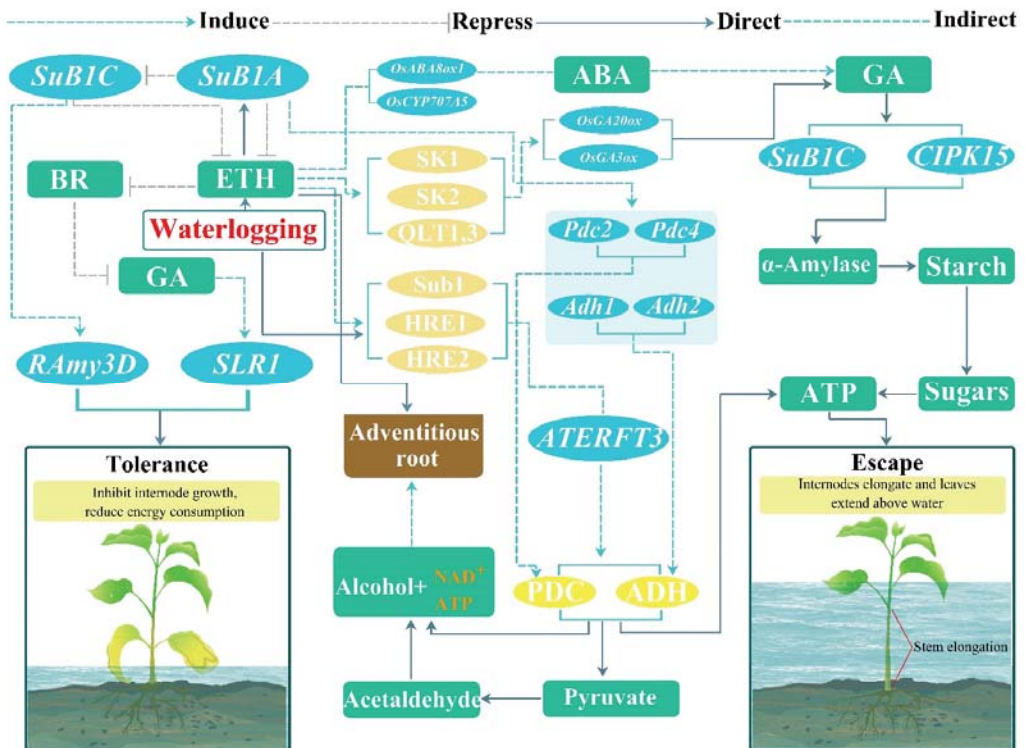 Induce
Repress
Direct
Indirect
SuB1C
SuB1A
OsABA8ox1
OsCYP707A5
ABA
GA
OsGA20ox
OsGA3ox
SuB1C
CIPK15
BR
ETH
SK1
SK2
QLT1,3
Waterlogging
Pdc2
Pdc4
GA
α-Amylase
Starch
Sub1
HRE1
HRE2
Adh1
Adh2
RAmy3D
SLR1
ATP
Sugars
Adventitious
root
ATERFT3
Tolerance
Inhibit internode growth,
reduce energy consumption
Escape
Internodes elongate and leaves
extend above water
Alcohol+ NAD⁺
ATP
PDC
ADH
Stem elongation
Acetaldehyde
Pyruvate